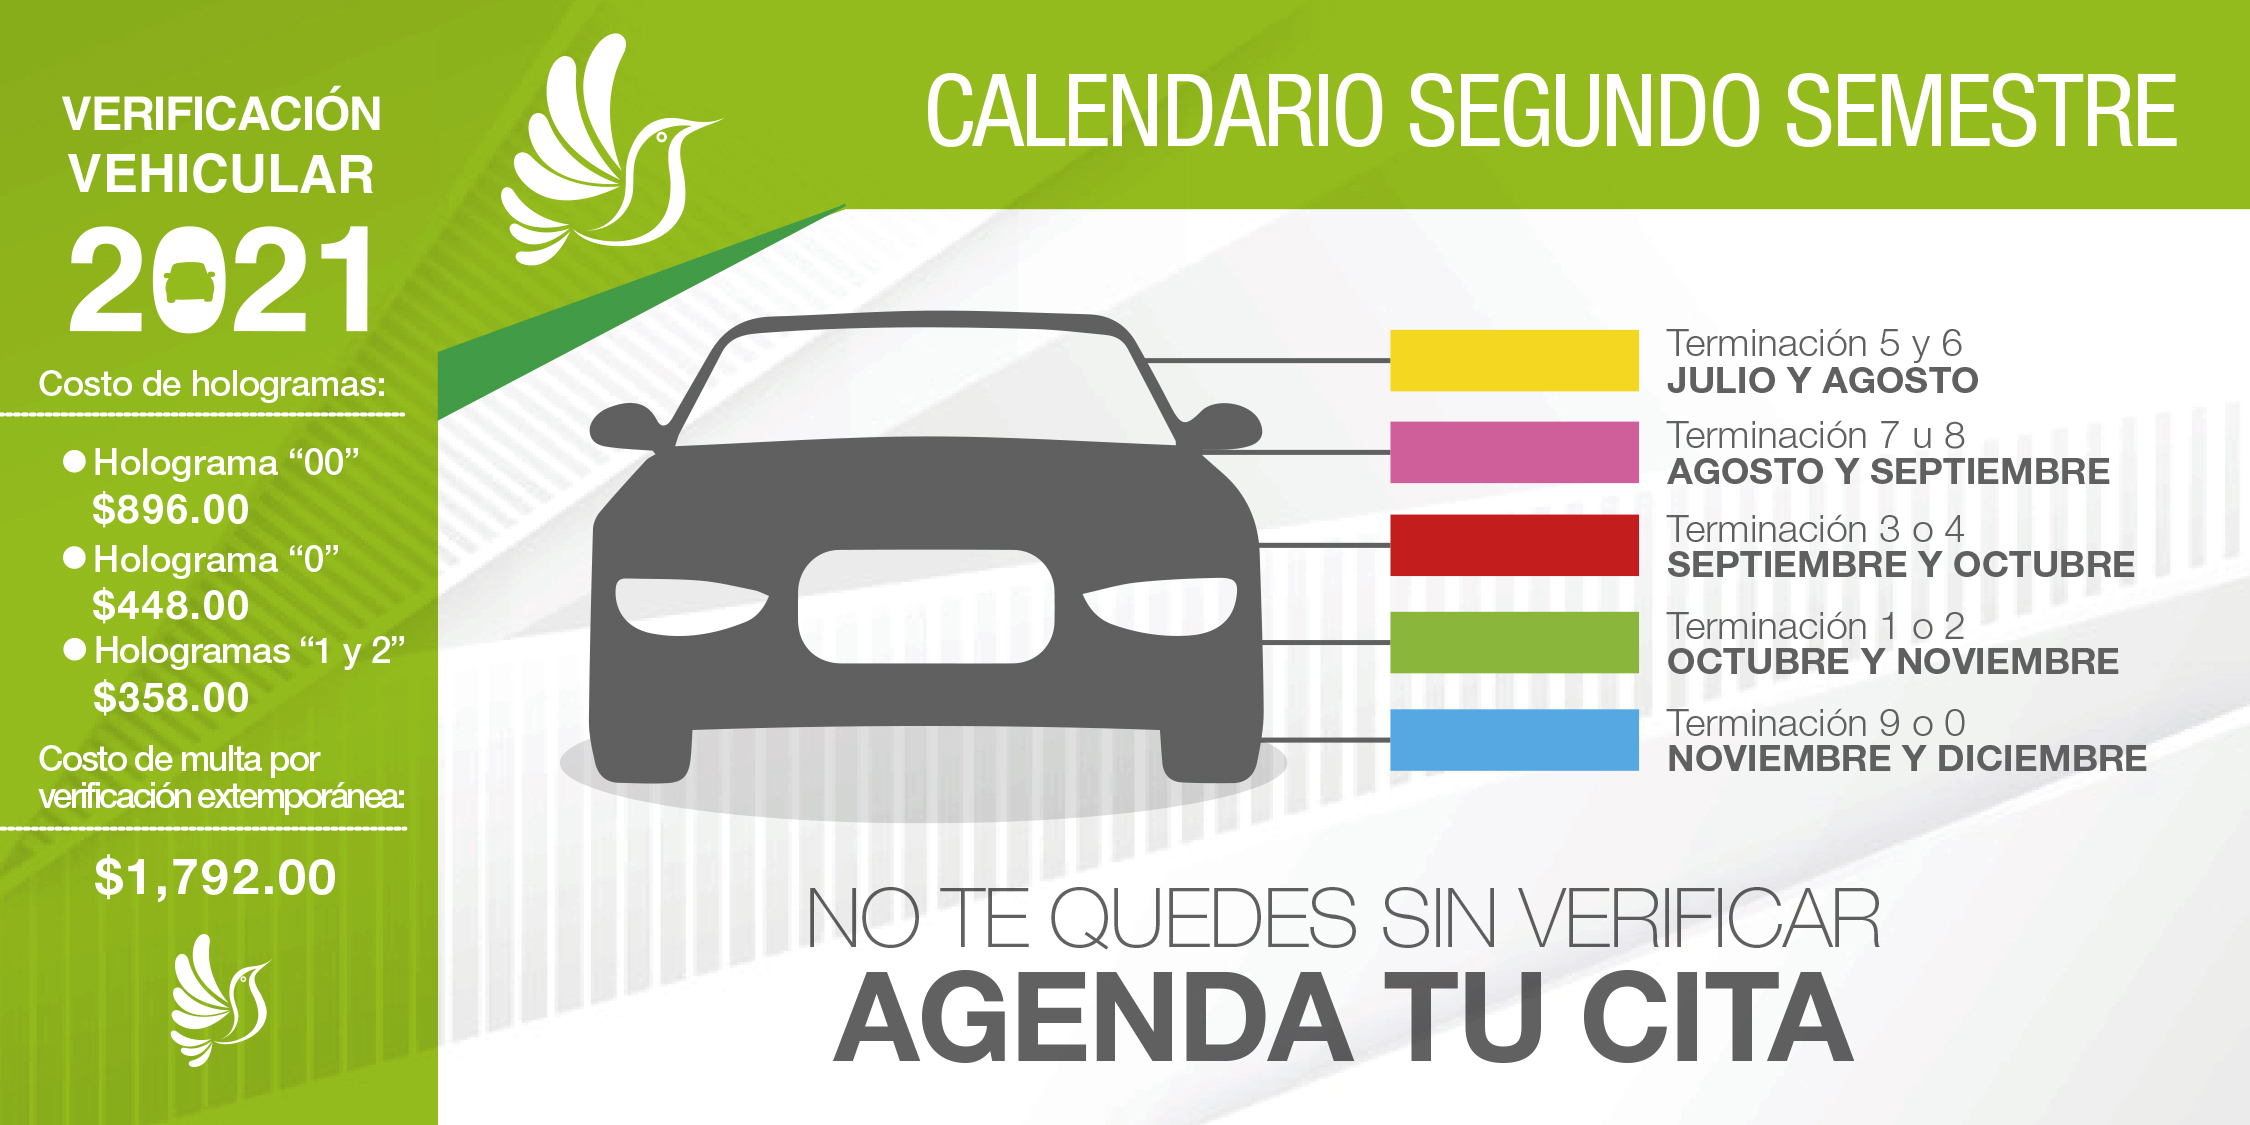 VERIFICACIÓN
VEHICULAR
2021
Costo de hologramas:
Holograma “00”
$896.00
Holograma “0”
$448.00
Hologramas “1 y 2”
$358.00
Costo de multa por
verificación extemporánea:
$1,792.00
CALENDARIO SEGUNDO SEMESTRE
Terminación 5 y 6
JULIO Y AGOSTO
Terminación 7 u 8
AGOSTO Y SEPTIEMBRE
Terminación 3 o 4
SEPTIEMBRE Y OCTUBRE
Terminación 1 o 2
OCTUBRE Y NOVIEMBRE
Terminación 9 o 0
NOVIEMBRE Y DICIEMBRE
NO TE QUEDES SIN VERIFICAR
AGENDA TU CITA